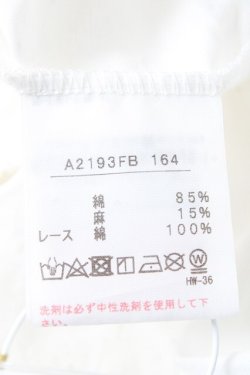 A2193FB 164
綿 85%
麻 15%
レース 綿 100%
HW-36
洗剤は必ず中性洗剤を使用して下
さい。